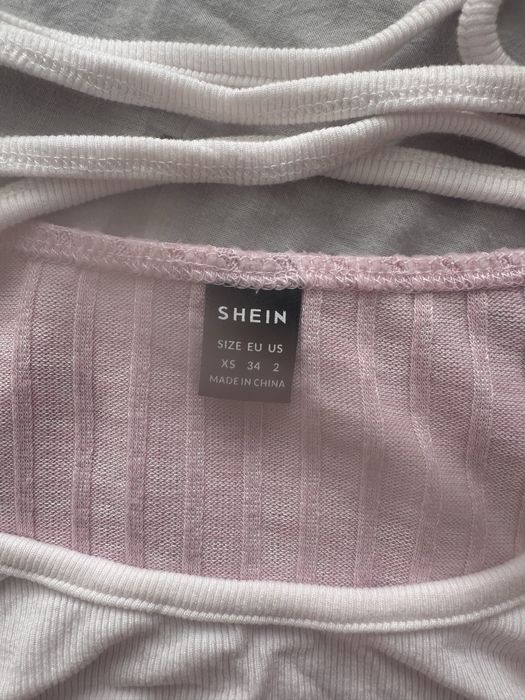 SHEIN
SIZE EU US
XS 34 2
MADE IN CHINA